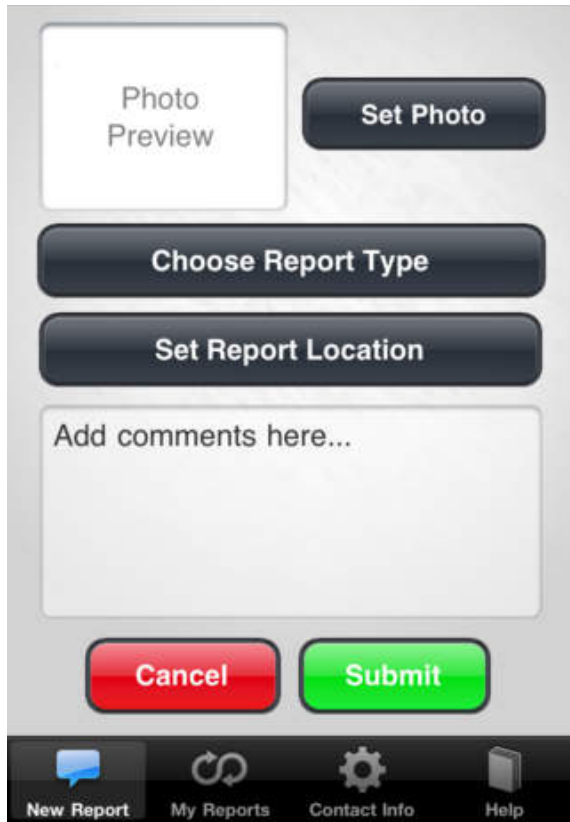 Photo
Preview
Set Photo
Choose Report Type
Set Report Location
Add comments here...
Cancel
Submit
New Report
My Reports
Contact Info
Help